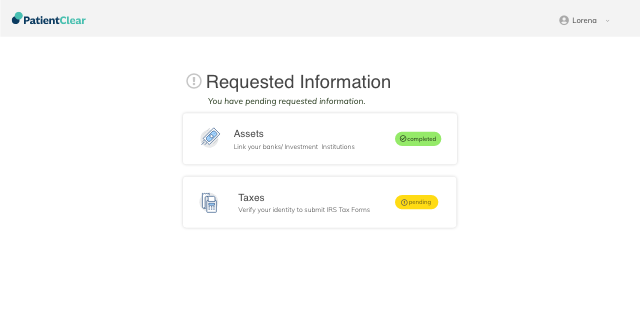 PatientClear
Lorena
Requested Information
You have pending requested information.
Assets
Link your banks/ Investment Institutions
completed
Taxes
Verify your identity to submit IRS Tax Forms
pending